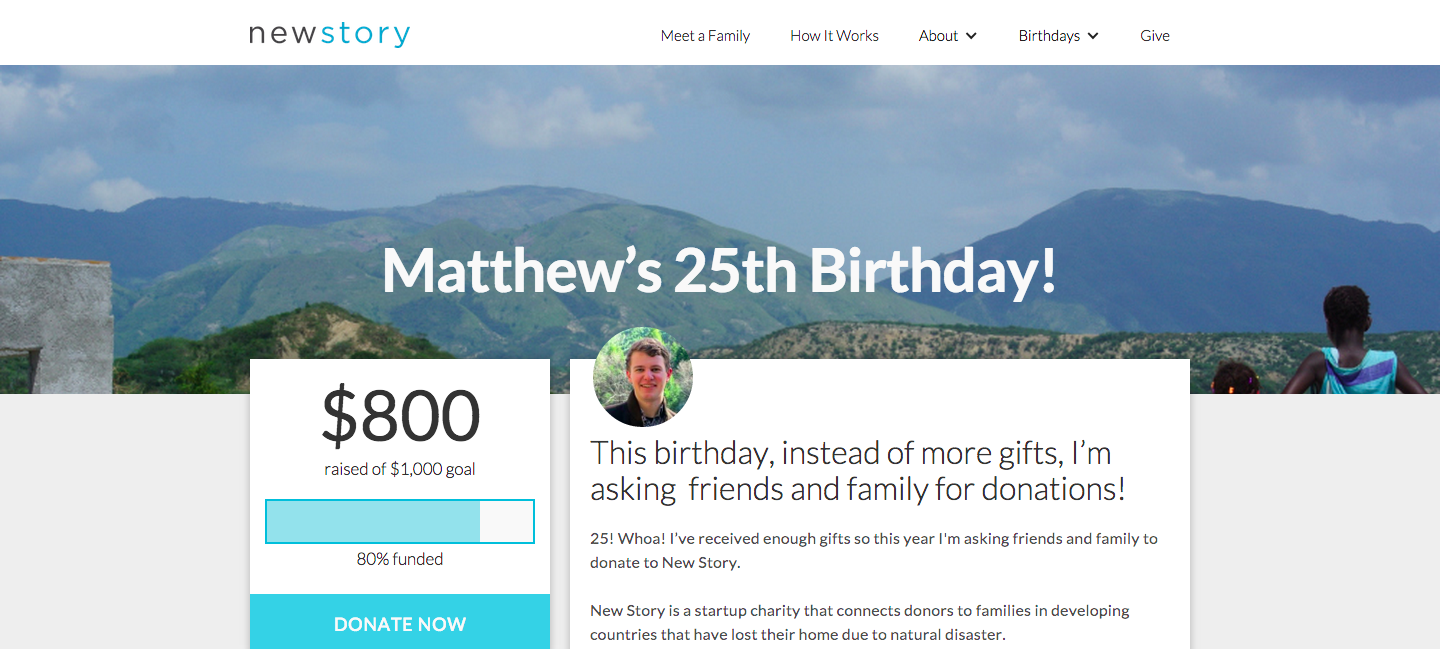 newstory
Meet a Family
How It Works
About
Birthdays
Give
Matthew’s 25th Birthday!
$800
raised of $1,000 goal
80% funded
DONATE NOW
This birthday, instead of more gifts, I’m
asking  friends and family for donations!
25! Whoa! I've received enough gifts so this year I'm asking friends and family to
donate to New Story.
New Story is a startup charity that connects donors to families in developing
countries that have lost their home due to natural disaster.